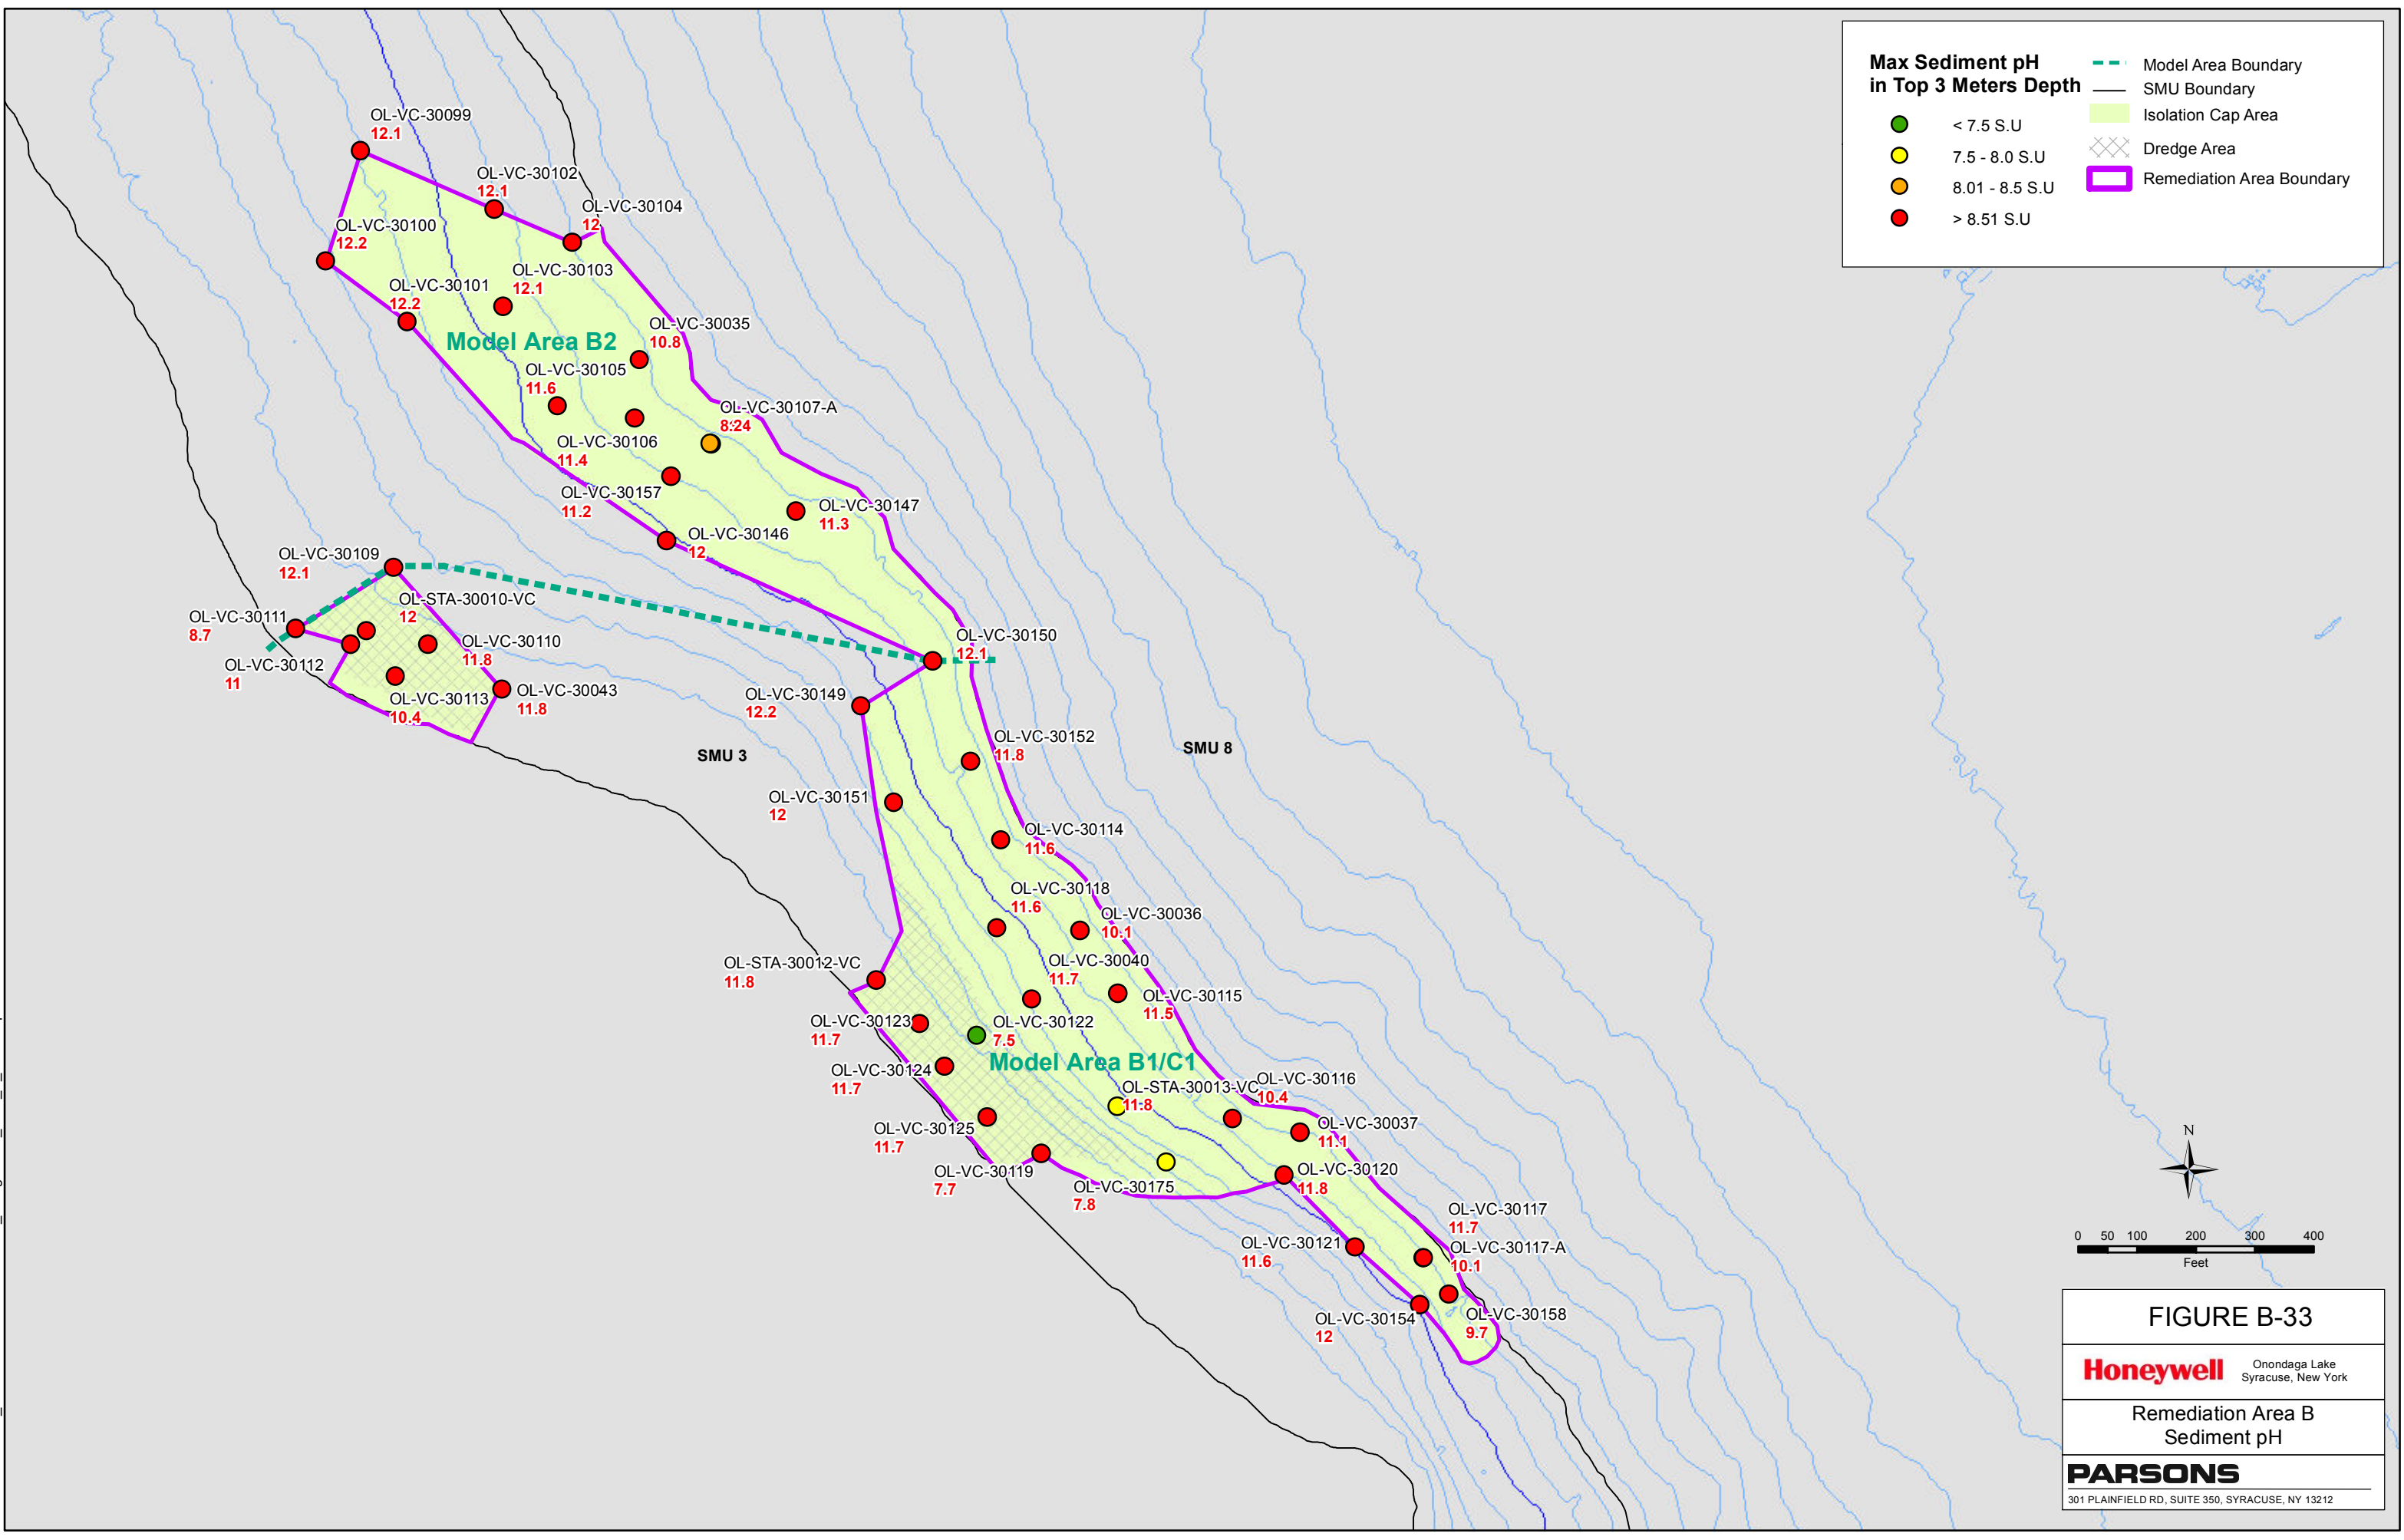 OL-VC-30099
12.1
OL-VC-30102
12.1
OL-VC-30104
12
OL-VC-30100
12.2
OL-VC-30103
12.1
OL-VC-30101
12.2
Model Area B2
OL-VC-30035
10.8
OL-VC-30105
11.6
OL-VC-30107-A
OL-VC-30106
11.4
OL-VC-30157
11.2
OL-VC-30147
11.3
OL-VC-30146
12
OL-VC-30109
12.1
OL-STA-30010-VC
12
OL-VC-30111
8.7
OL-VC-30110
11.8
OL-VC-30112
11
OL-VC-30113
10.4
OL-VC-30043
11.8
OL-VC-30150
12.1
OL-VC-30149
12.2
OL-VC-30152
11.8
SMU 3
SMU 8
OL-VC-30151
12
OL-VC-30114
11.6
OL-VC-30118
11.6
OL-VC-30036
10.1
OL-STA-30012-VC
11.8
OL-VC-30040
11.7
OL-VC-30115
11.5
OL-VC-30123
11.7
OL-VC-30122
7.5
Model Area B1/C1
OL-VC-30124
11.7
OL-STA-30013-VC
11.8
OL-VC-30116
10.4
OL-VC-30125
11.7
OL-VC-30037
11.1
OL-VC-30119
7.7
OL-VC-30175
7.8
OL-VC-30120
11.8
OL-VC-30117
11.7
OL-VC-30121
11.6
OL-VC-30117-A
10.1
OL-VC-30154
12
OL-VC-30158
9.7
Max Sediment pH
in Top 3 Meters Depth
< 7.5 S.U
7.5 - 8.0 S.U
8.01 - 8.5 S.U
> 8.51 S.U
Model Area Boundary
SMU Boundary
Isolation Cap Area
Dredge Area
Remediation Area Boundary
N
0 50 100 200 300 400
Feet
FIGURE B-33
Honeywell
Onondaga Lake
Syracuse, New York
Remediation Area B
Sediment pH
PARSONS
301 PLAINFIELD RD, SUITE 350, SYRACUSE, NY 13212